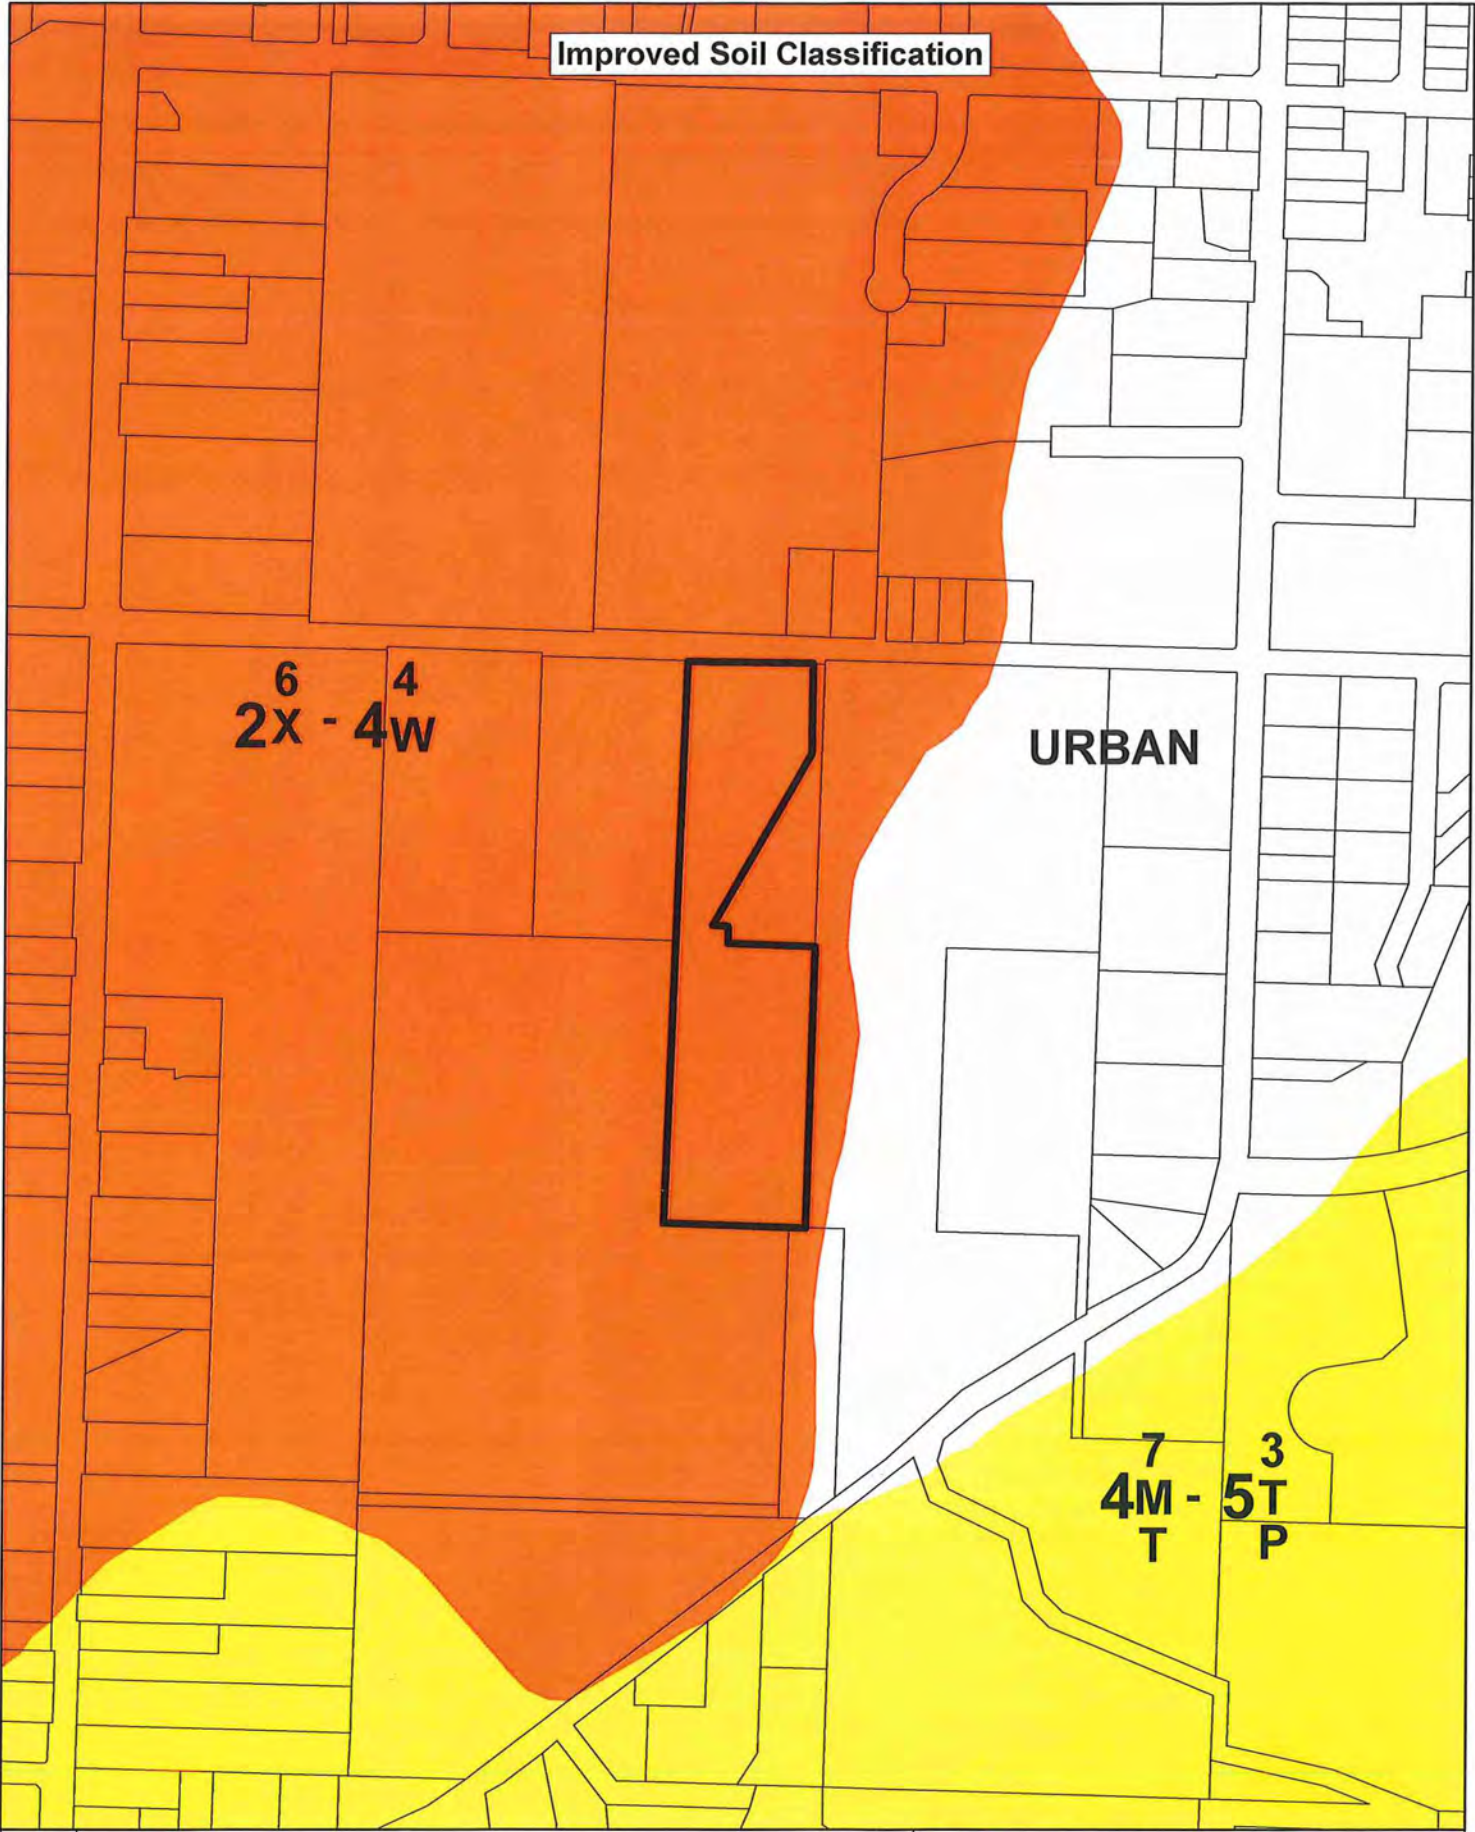 Improved Soil Classification
6 4
2X - 4W
URBAN
7 3
4M - 5T
T P